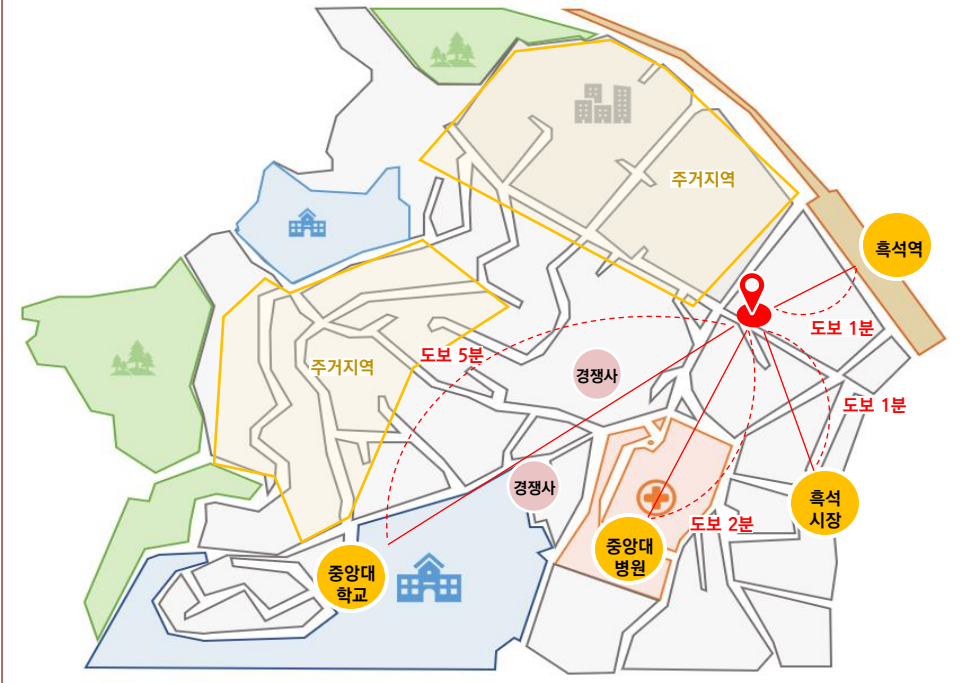 주거지역
흑석역
도보 1분
주거지역
도보 5분
경쟁사
도보 1분
경쟁사
흑석
시장
도보 2분
중앙대
병원
중앙대
학교